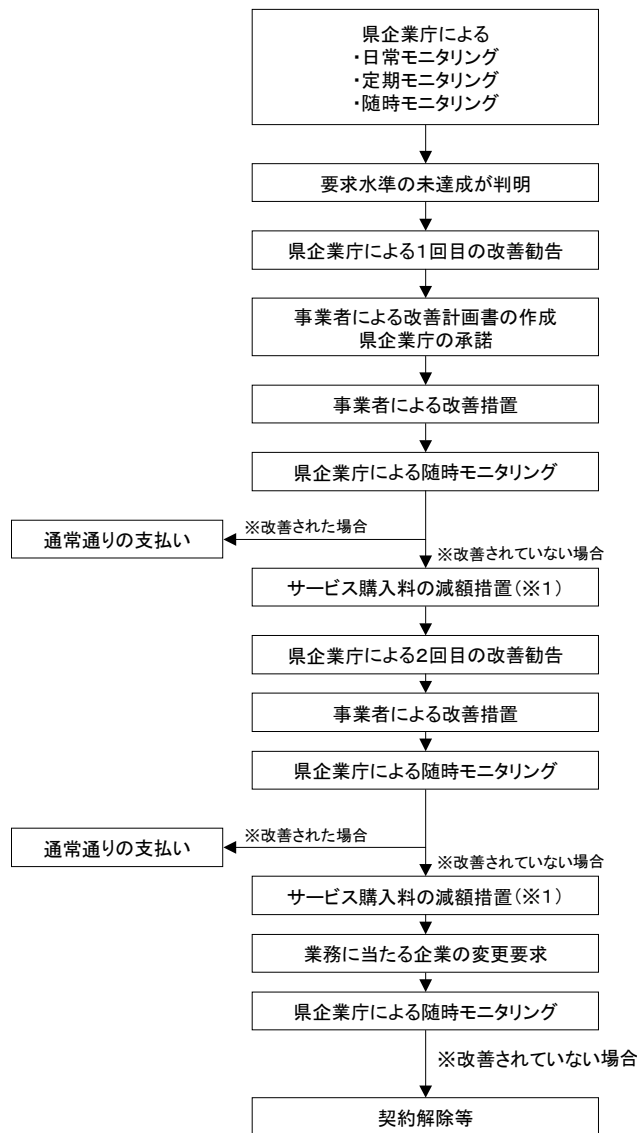 県企業庁による
・日常モニタリング
・定期モニタリング
・随時モニタリング
要求水準の未達成が判明
県企業庁による1回目の改善勧告
事業者による改善計画書の作成
県企業庁の承諾
事業者による改善措置
県企業庁による随時モニタリング
通常通りの支払い
※改善された場合
※改善されていない場合
サービス購入料の減額措置(※1)
県企業庁による2回目の改善勧告
事業者による改善措置
県企業庁による随時モニタリング
通常通りの支払い
※改善された場合
※改善されていない場合
サービス購入料の減額措置(※1)
業務に当たる企業の変更要求
県企業庁による随時モニタリング
※改善されていない場合
契約解除等